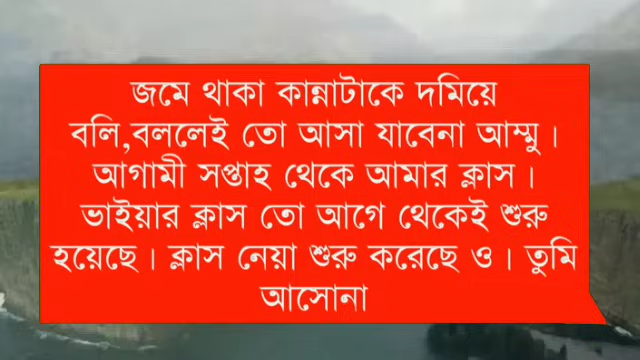 জমে থাকা কান্নাটাকে দমিয়ে
বলি,বললেই তো আসা যাবেনা আম্মু।
আগামী সপ্তাহ থেকে আমার ক্লাস।
ভাইয়ার ক্লাস তো আগে থেকেই শুরু
হয়েছে। ক্লাস নেয়া শুরু করেছে ও। তুমি
আসোনা